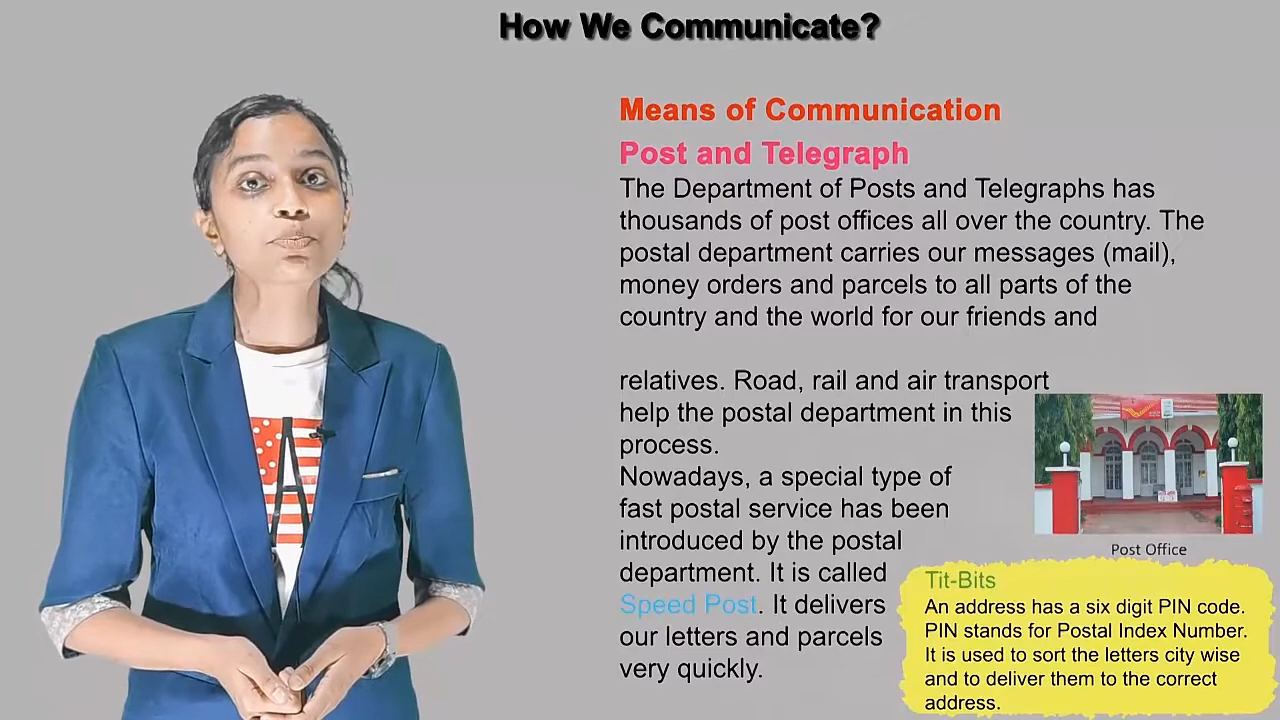 How We Communicate?
Means of Communication
Post and Telegraph
The Department of Posts and Telegraphs has
thousands of post offices all over the country. The
postal department carries our messages (mail),
money orders and parcels to all parts of the
country and the world for our friends and
relatives. Road, rail and air transport
help the postal department in this
process.
Nowadays, a special type of
fast postal service has been
introduced by the postal
department. It is called
Speed Post. It delivers
our letters and parcels
very quickly.
Post Office
Tit-Bits
An address has a six digit PIN code.
PIN stands for Postal Index Number.
It is used to sort the letters city wise
and to deliver them to the correct
address.